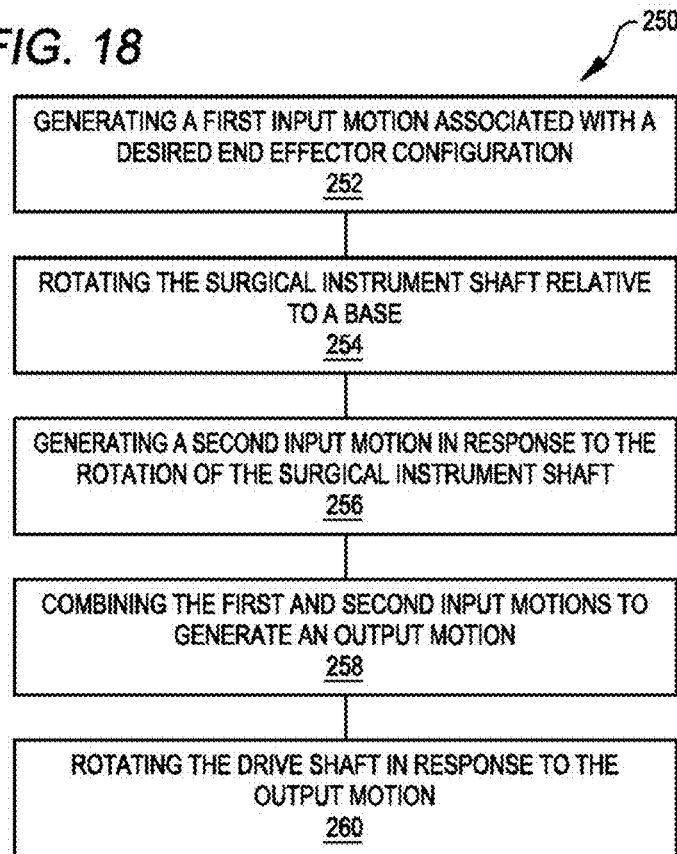 FIG. 18
250
GENERATING A FIRST INPUT MOTION ASSOCIATED WITH A
DESIRED END EFFECTOR CONFIGURATION
252
ROTATING THE SURGICAL INSTRUMENT SHAFT RELATIVE
TO A BASE
254
GENERATING A SECOND INPUT MOTION IN RESPONSE TO THE
ROTATION OF THE SURGICAL INSTRUMENT SHAFT
256
COMBINING THE FIRST AND SECOND INPUT MOTIONS TO
GENERATE AN OUTPUT MOTION
258
ROTATING THE DRIVE SHAFT IN RESPONSE TO THE
OUTPUT MOTION
260